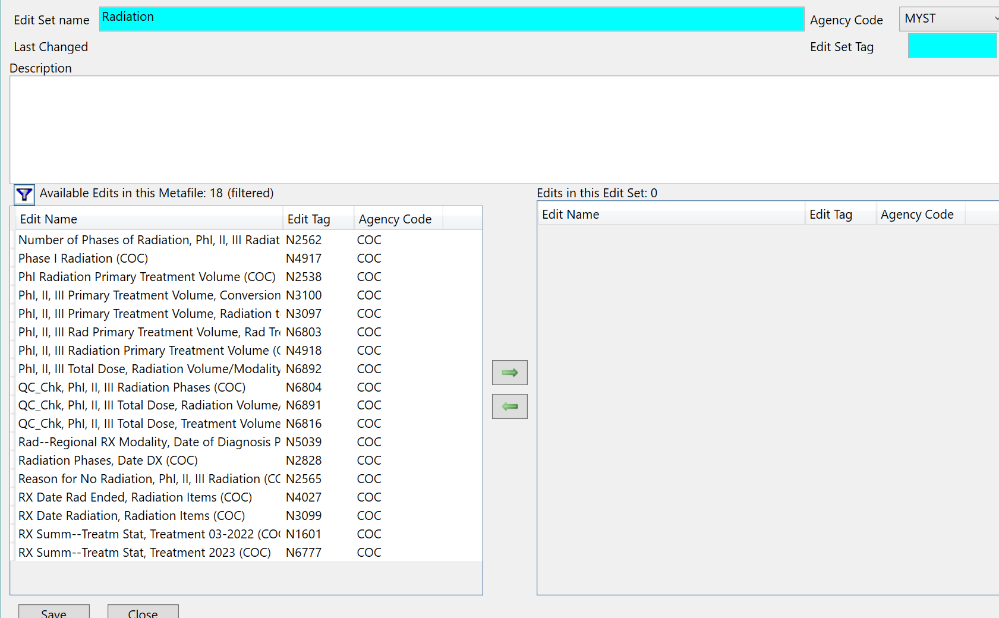 Edit Set name Radiation Agency Code MYST
Last Changed Edit Set Tag
Description
Available Edits in this Metafile: 18 (filtered) Edits in this Edit Set: 0
Edit Name Edit Tag Agency Code Edit Name Edit Tag Agency Code
Number of Phases of Radiation, PhI, II, III Radiat N2562 COC
Phase I Radiation (COC) N4917 COC
PhI Radiation Primary Treatment Volume (COC) N2538 COC
PhI, II, III Primary Treatment Volume, Conversion N3100 COC
PhI, II, III Primary Treatment Volume, Radiation t N3097 COC
PhI, II, III Rad Primary Treatment Volume, Rad Tr N6803 COC
PhI, II, III Radiation Primary Treatment Volume ( N4918 COC
PhI, II, III Total Dose, Radiation Volume/Modality N6892 COC
QC_Chk, PhI, II, III Radiation Phases (COC) N6804 COC
QC_Chk, PhI, II, III Total Dose, Radiation Volume/ N6891 COC
QC_Chk, PhI, II, III Total Dose, Treatment Volume N6816 COC
Rad--Regional RX Modality, Date of Diagnosis P N5039 COC
Radiation Phases, Date DX (COC) N2828 COC
Reason for No Radiation, PhI, II, III Radiation (CC N2565 COC
RX Date Rad Ended, Radiation Items (COC) N4027 COC
RX Date Radiation, Radiation Items (COC) N3099 COC
RX Summ--Treatm Stat, Treatment 03-2022 (CO N1601 COC
RX Summ--Treatm Stat, Treatment 2023 (COC) N6777 COC
Save Close